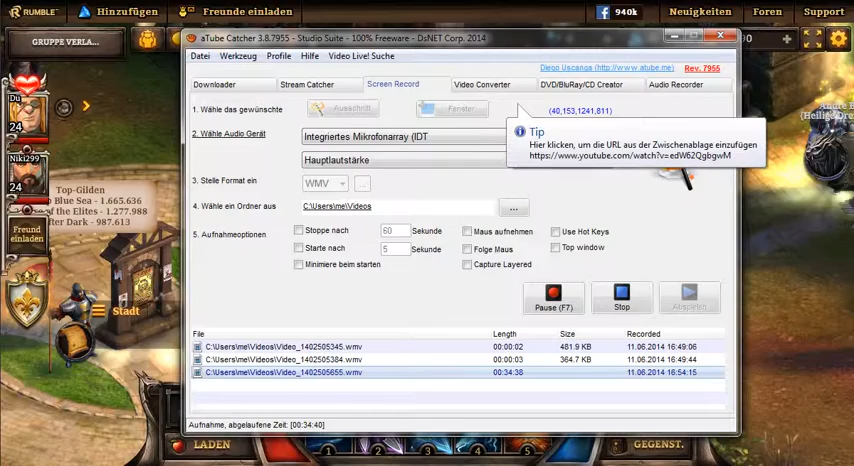 RUMBLE Hinzufügen Freunde einladen 940k Neuigkeiten Foren Support
GRUPPE VERLA...
Du
24
Niki299
24
Top-Gilden
Blue Sea - 1.665.636
of the Elites - 1.277.988
fter Dark - 987.613
Freund
einladen
Stadt
aTube Catcher 3.8.7955 - Studio Suite - 100% Freeware - DsNET Corp. 2014
Datei Werkzeug Profile Hilfe Video Live! Suche
Diego Uscanga (http://www.atube.me) Rev. 7955
Downloader Stream Catcher Screen Record Video Converter DVD/BluRay/CD Creator Audio Recorder
1. Wähle das gewünschte Ausschnitt Fenster (40,153,1241,811)
2. Wähle Audio Gerät Integriertes Mikrofonarray (IDT
Hauptlautstärke
Tip
Hier klicken, um die URL aus der Zwischenablage einzufügen
https://www.youtube.com/watch?v=edW62QgbgwM
3. Stelle Format ein WMV ...
4. Wähle ein Ordner aus C:\Users\me\Videos ...
5. Aufnahmeoptionen Stoppe nach 60 Sekunde Maus aufnehmen Use Hot Keys
Starte nach 5 Sekunde Folge Maus Top window
Minimiere beim starten Capture Layered
Pause (F7) Stop Abspielen
File Length Size Recorded
C:\Users\me\Videos\Video_1402505345.wmv 00:00:02 481.9 KB 11.06.2014 16:49:06
C:\Users\me\Videos\Video_1402505384.wmv 00:00:03 364.7 KB 11.06.2014 16:49:44
C:\Users\me\Videos\Video_1402505655.wmv 00:34:38 11.06.2014 16:54:15
Aufnahme, abgelaufene Zeit: [00:34:40]
LADEN 1 2 3 4 5 GEGENST.